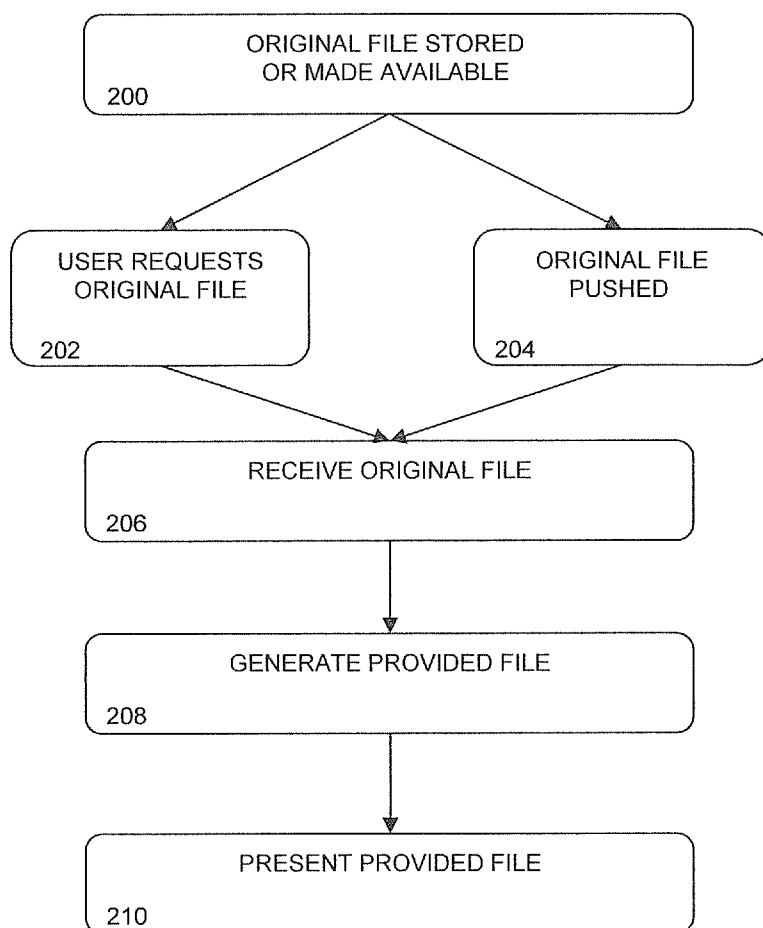 ORIGINAL FILE STORED
OR MADE AVAILABLE
200
USER REQUESTS
ORIGINAL FILE
202
ORIGINAL FILE
PUSHED
204
RECEIVE ORIGINAL FILE
206
GENERATE PROVIDED FILE
208
PRESENT PROVIDED FILE
210